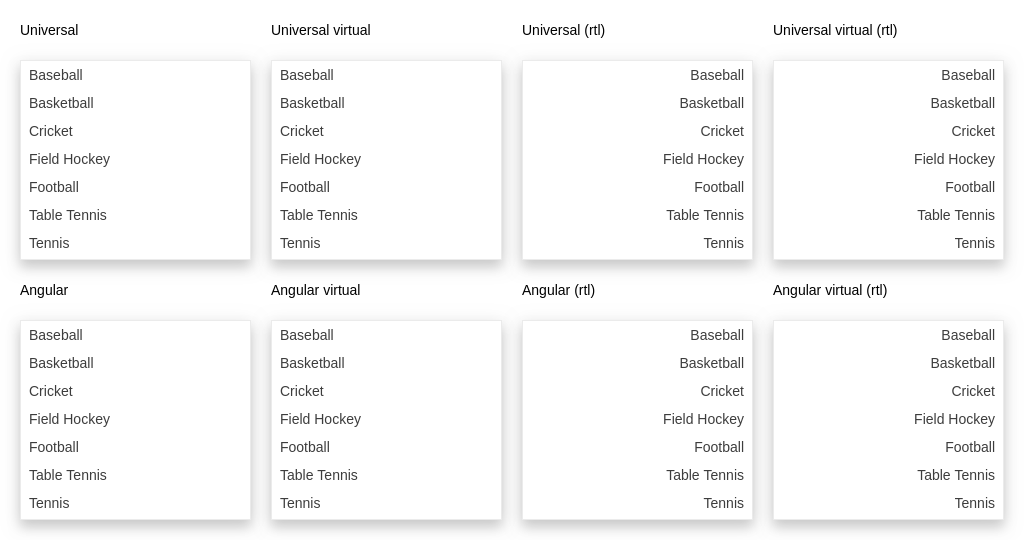 Universal
Baseball
Basketball
Cricket
Field Hockey
Football
Table Tennis
Tennis
Universal virtual
Baseball
Basketball
Cricket
Field Hockey
Football
Table Tennis
Tennis
Universal (rtl)
Baseball
Basketball
Cricket
Field Hockey
Football
Table Tennis
Tennis
Universal virtual (rtl)
Baseball
Basketball
Cricket
Field Hockey
Football
Table Tennis
Tennis
Angular
Baseball
Basketball
Cricket
Field Hockey
Football
Table Tennis
Tennis
Angular virtual
Baseball
Basketball
Cricket
Field Hockey
Football
Table Tennis
Tennis
Angular (rtl)
Baseball
Basketball
Cricket
Field Hockey
Football
Table Tennis
Tennis
Angular virtual (rtl)
Baseball
Basketball
Cricket
Field Hockey
Football
Table Tennis
Tennis